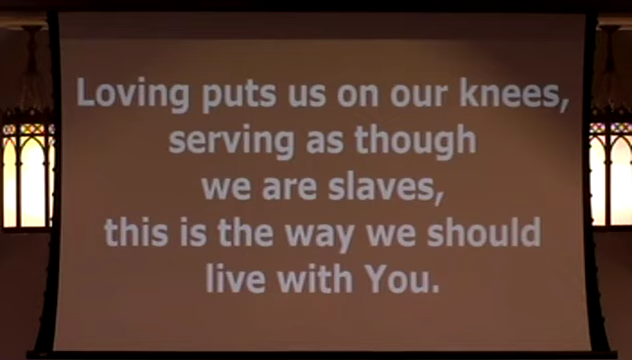 Loving puts us on our knees,
serving as though
we are slaves,
this is the way we should
live with You.